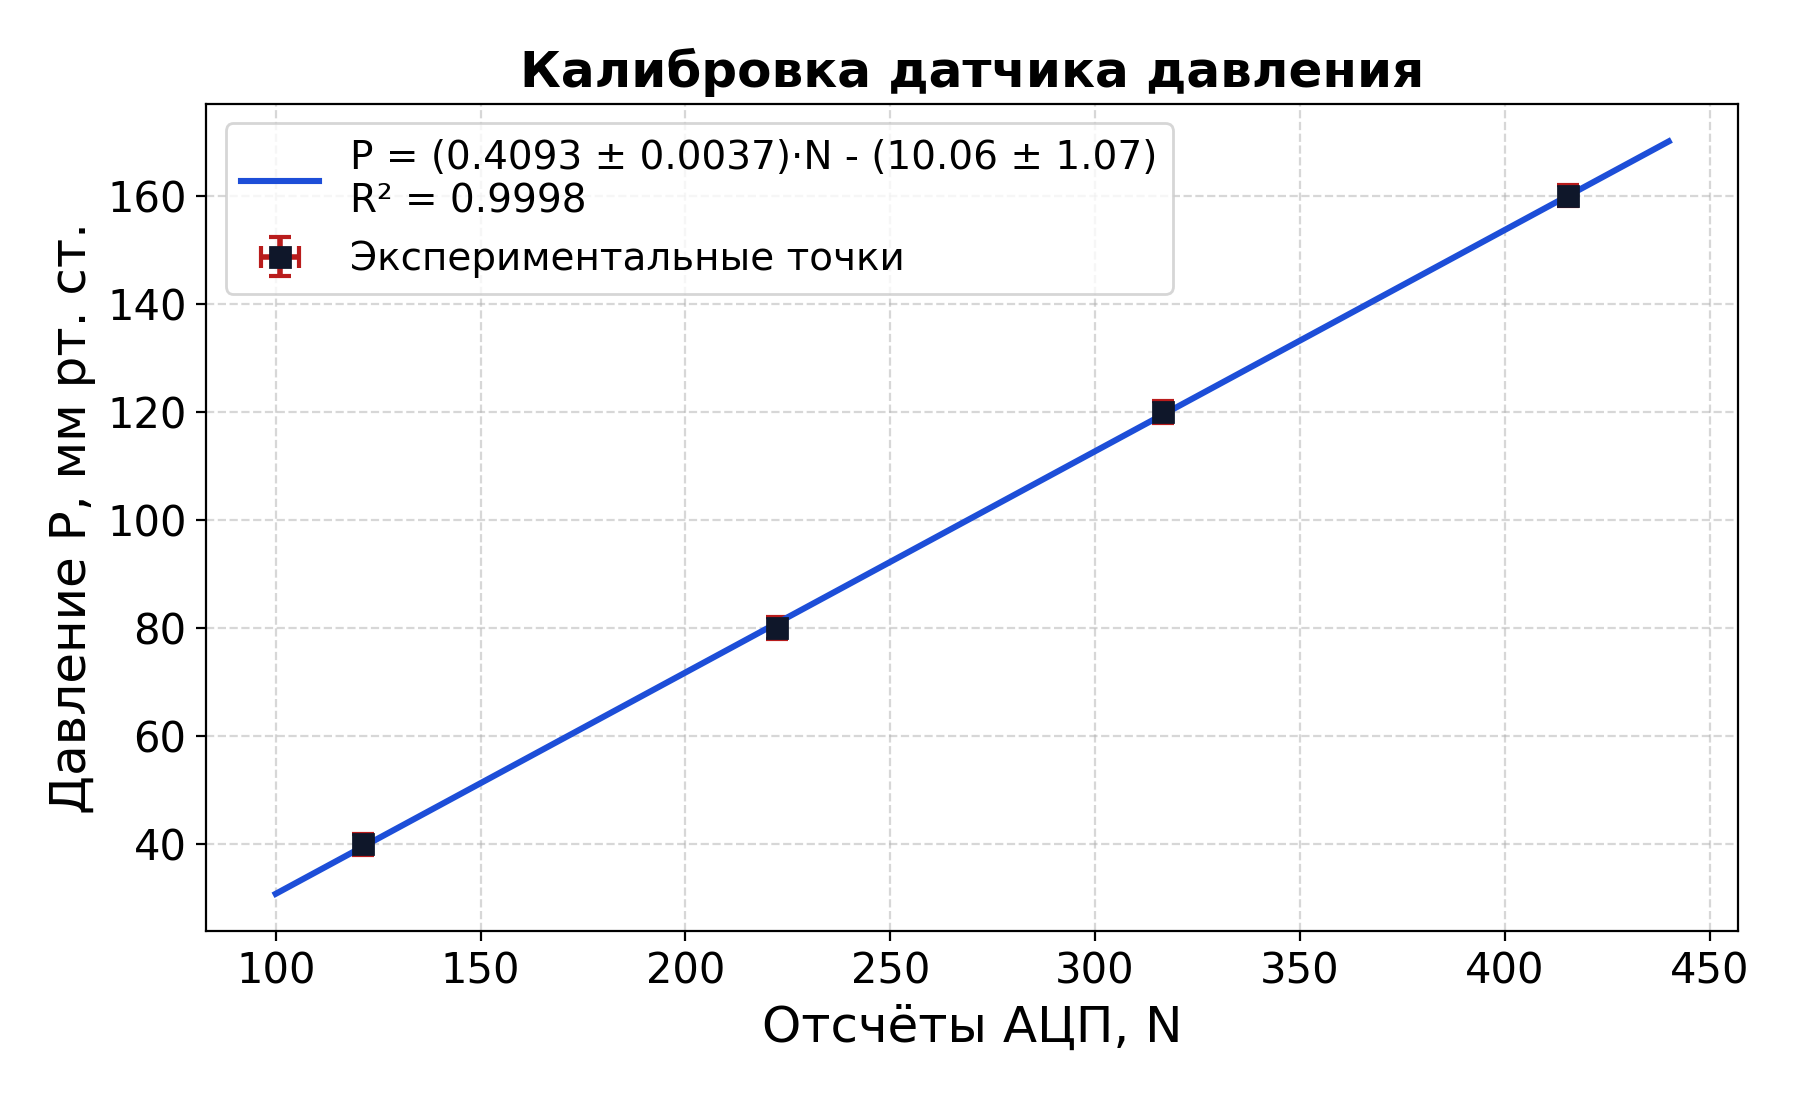 Калибровка датчика давления
P = (0.4093 ± 0.0037)·N - (10.06 ± 1.07)
R² = 0.9998
Экспериментальные точки
Давление P, мм рт. ст.
160
140
120
100
80
60
40
100 150 200 250 300 350 400 450
Отсчёты АЦП, N